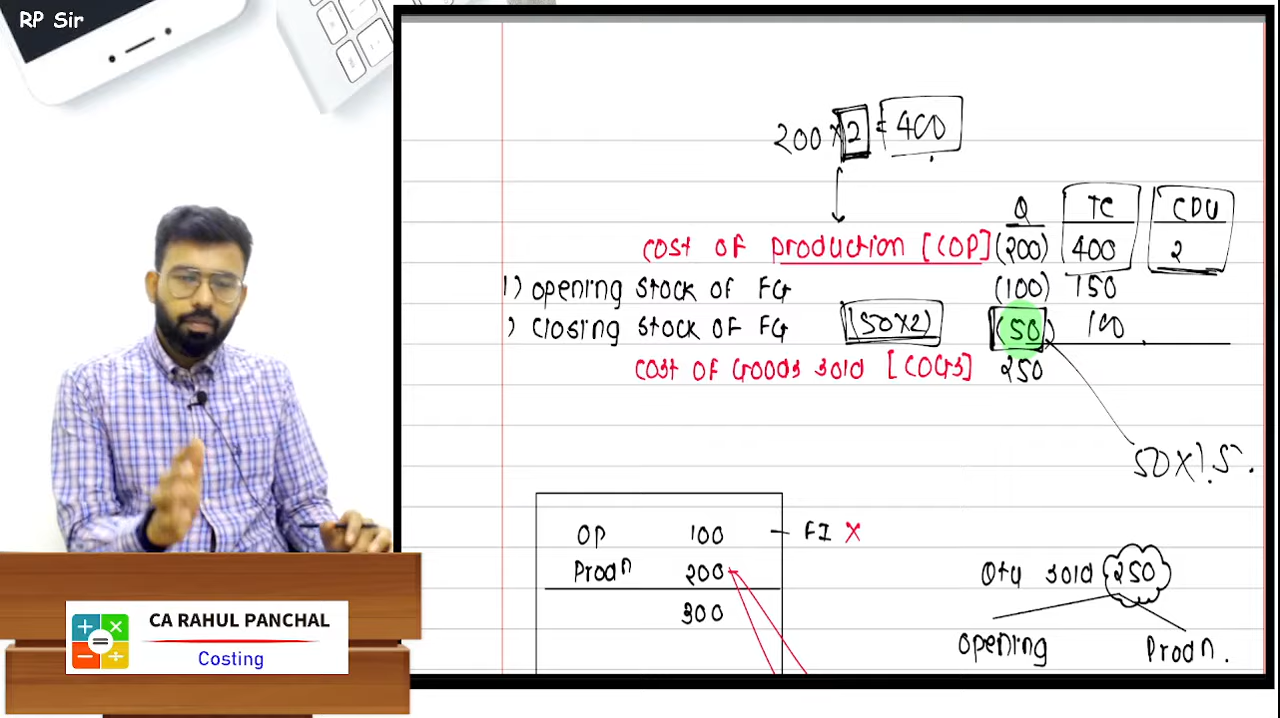 RP Sir
200 × 2 = 400
Q TC CPU
Cost of production [COP] (200) 400 2
1) opening stock of FG (100) 150
) closing stock of FG (50×2) (50) 100
Cost of Goods sold [COGS] 250
50×1.5.
OP 100 FI X
Prodn 200
300
Qty sold 250
opening Prodn.
CA RAHUL PANCHAL
Costing